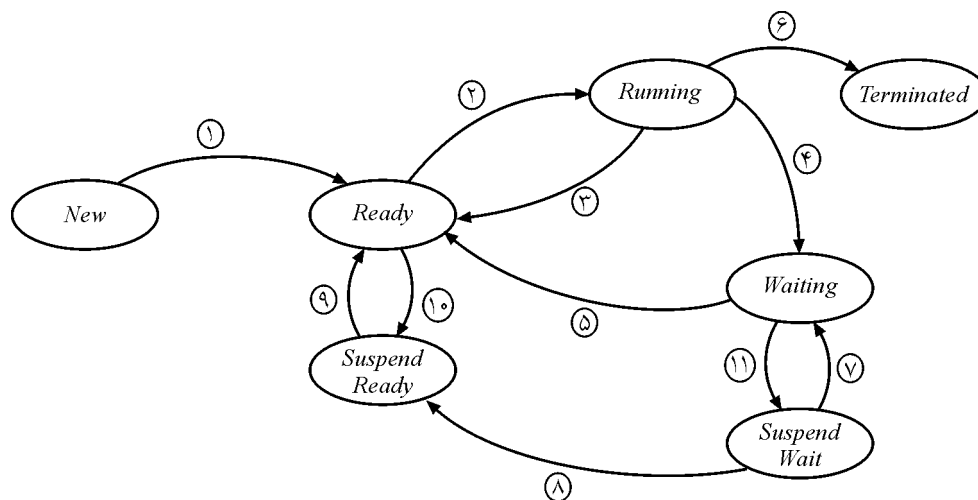 ۶
Running
Terminated
۲
۱
۴
۳
New
Ready
Waiting
۹
۱۰
۵
Suspend
Ready
۱۱
۷
Suspend
Wait
۸